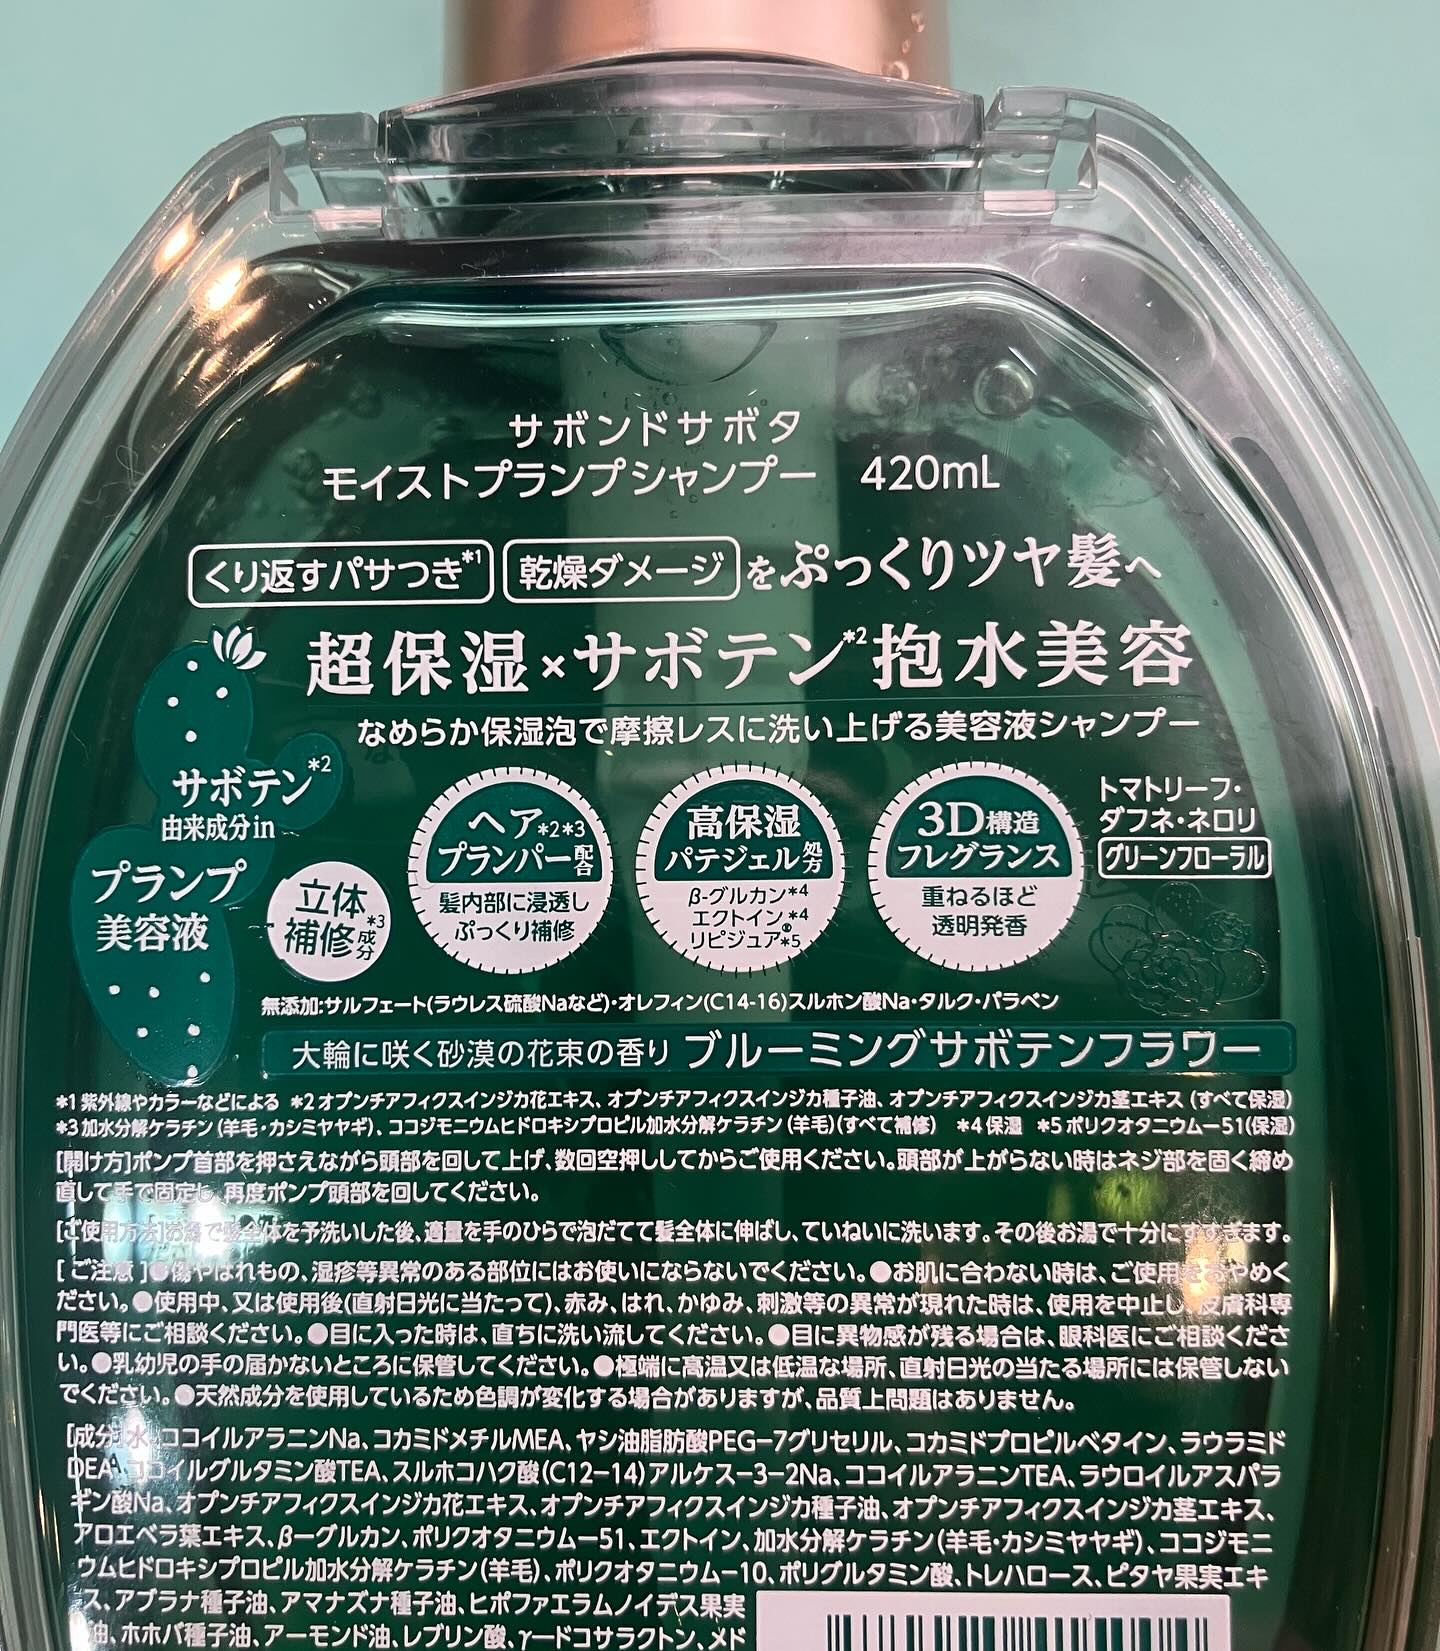 サボンドサボタ
モイストプランプシャンプー 420mL
くり返すパサつき*1 乾燥ダメージ をぷっくりツヤ髪へ
超保湿×サボテン*2抱水美容
なめらか保湿泡で摩擦レスに洗い上げる美容液シャンプー
サボテン*2
由来成分in
プランプ
美容液
立体
補修成分*3
ヘア*2*3
プランパー配合
髪内部に浸透し
ぷっくり補修
高保湿
パテジェル処方
β-グルカン*4
エクトイン*4
リピジュア®*5
3D構造
フレグランス
重ねるほど
透明発香
トマトリーフ・
ダフネ・ネロリ
グリーンフローラル
無添加:サルフェート(ラウレス硫酸Naなど)・オレフィン(C14-16)スルホン酸Na・タルク・パラベン
大輪に咲く砂漠の花束の香り ブルーミングサボテンフラワー
*1 紫外線やカラーなどによる *2 オプンチアフィクスインジカ花エキス、オプンチアフィクスインジカ種子油、オプンチアフィクスインジカ茎エキス (すべて保湿)
*3 加水分解ケラチン (羊毛・カシミヤヤギ)、ココジモニウムヒドロキシプロピル加水分解ケラチン (羊毛)(すべて補修) *4 保湿 *5 ポリクオタニウムー51(保湿)
[開け方]ポンプ首部を押さえながら頭部を回して上げ、数回空押ししてからご使用ください。頭部が上がらない時はネジ部を固く締め
直して手で固定し、再度ポンプ頭部を回してください。
[ご使用方法]お湯で髪全体を予洗いした後、適量を手のひらで泡だてて髪全体に伸ばし、ていねいに洗います。その後お湯で十分にすすぎます。
[ご注意]●傷やはれもの、湿疹等異常のある部位にはお使いにならないでください。●お肌に合わない時は、ご使用をおやめく
ださい。●使用中、又は使用後(直射日光に当たって)、赤み、はれ、かゆみ、刺激等の異常が現れた時は、使用を中止し、皮膚科専
門医等にご相談ください。●目に入った時は、直ちに洗い流してください。●目に異物感が残る場合は、眼科医にご相談くださ
い。●乳幼児の手の届かないところに保管してください。●極端に高温又は低温な場所、直射日光の当たる場所には保管しない
でください。●天然成分を使用しているため色調が変化する場合がありますが、品質上問題はありません。
[成分]水、ココイルアラニンNa、コカミドメチルMEA、ヤシ油脂肪酸PEG-7グリセリル、コカミドプロピルベタイン、ラウラミド
DEA、ココイルグルタミン酸TEA、スルホコハク酸(C12-14)アルケス-3-2Na、ココイルアラニンTEA、ラウロイルアスパラ
ギン酸Na、オプンチアフィクスインジカ花エキス、オプンチアフィクスインジカ種子油、オプンチアフィクスインジカ茎エキス、
アロエベラ葉エキス、β-グルカン、ポリクオタニウムー51、エクトイン、加水分解ケラチン(羊毛・カシミヤヤギ)、ココジモニ
ウムヒドロキシプロピル加水分解ケラチン(羊毛)、ポリクオタニウムー10、ポリグルタミン酸、トレハロース、ピタヤ果実エキ
ス、アブラナ種子油、アマナズナ種子油、ヒポファエラムノイデス果実
油、ホホバ種子油、アーモンド油、レブリン酸、γ-ドコサラクトン、メド